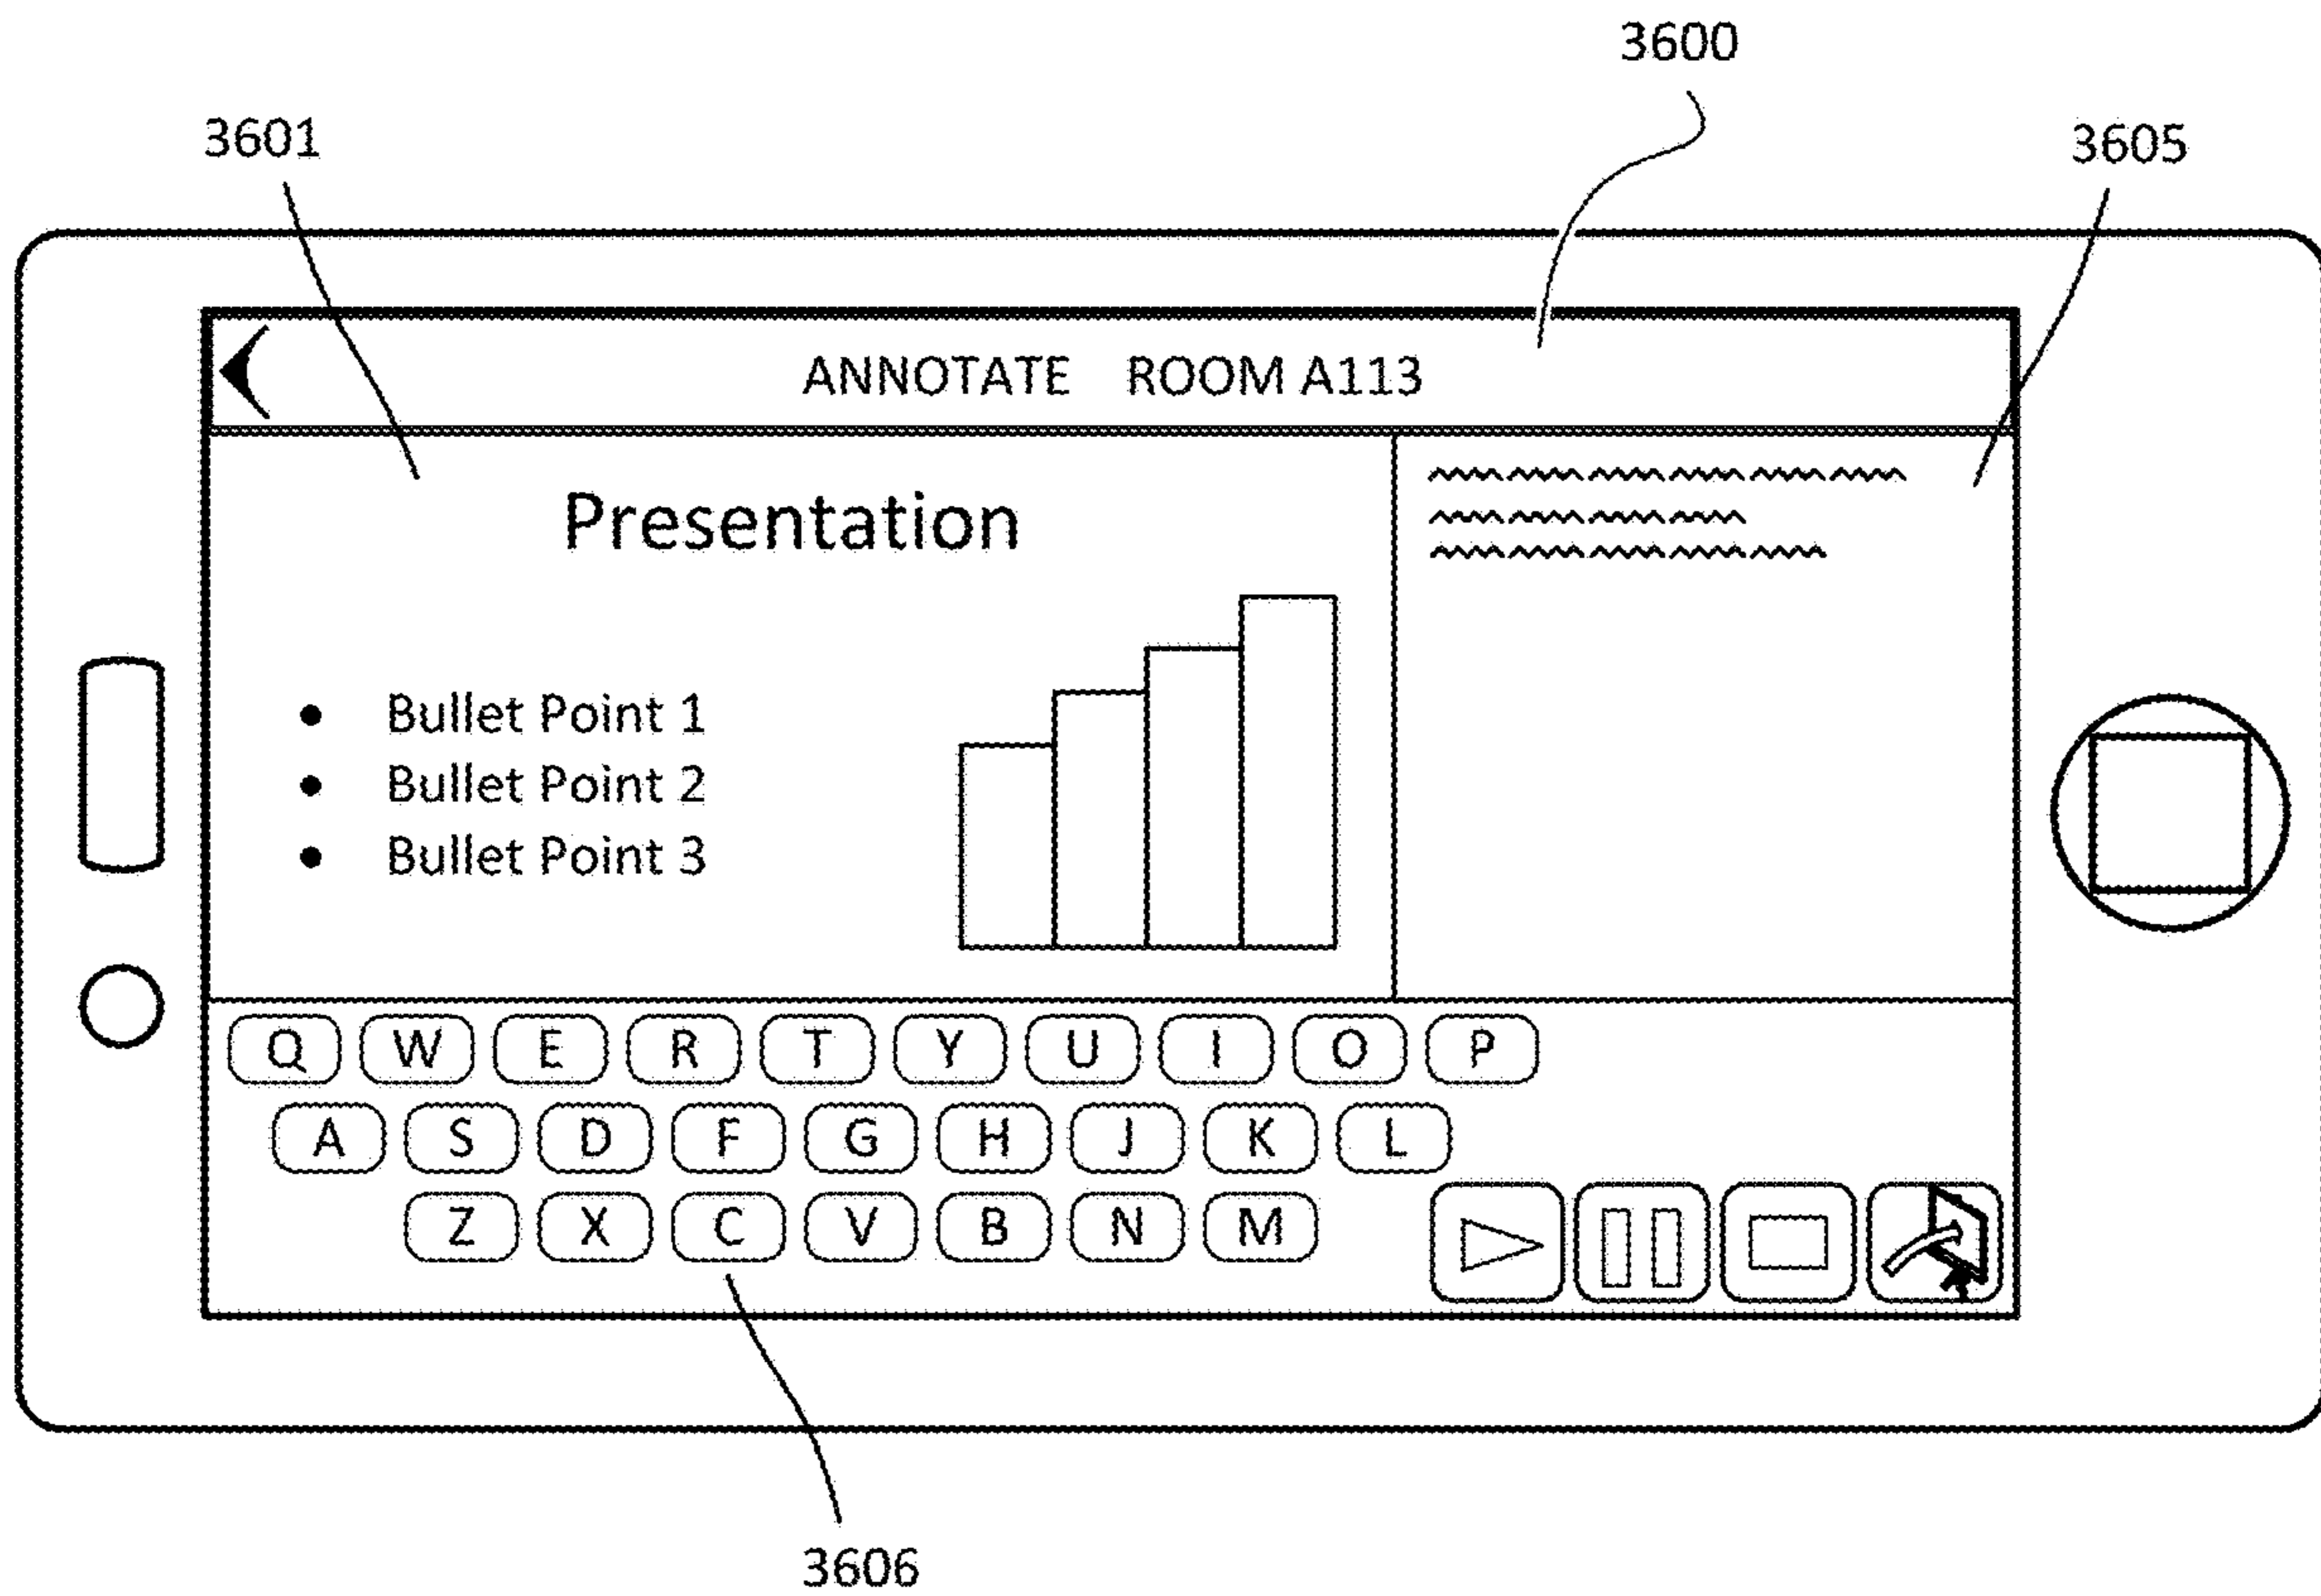 3600
3601
3605
ANNOTATE ROOM A113
Presentation
• Bullet Point 1
• Bullet Point 2
• Bullet Point 3
Q W E R T Y U I O P
A S D F G H J K L
Z X C V B N M
3606